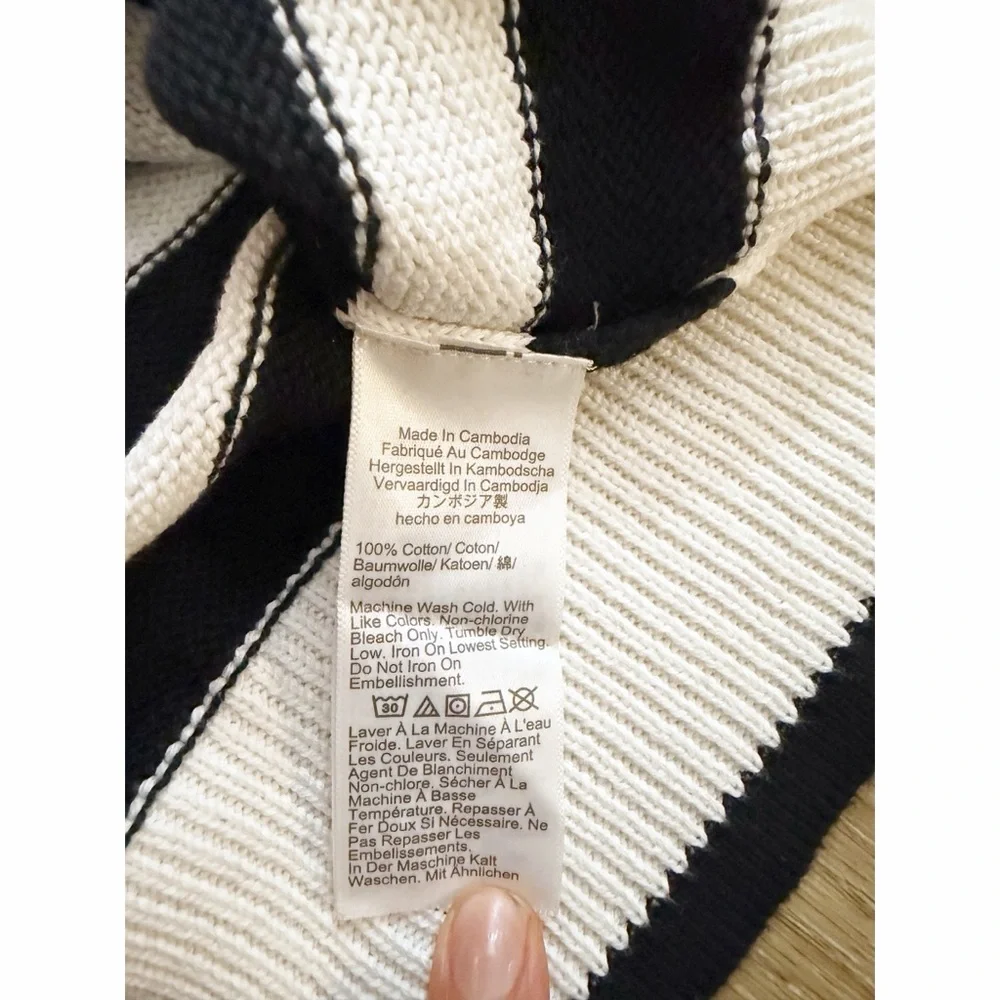 Made In Cambodia
Fabriqué Au Cambodge
Hergestellt In Kambodscha
Vervaardigd In Cambodja
カンボジア製
hecho en camboya
100% Cotton/ Coton/
Baumwolle/ Katoen/ 綿/
algodón
Machine Wash Cold. With
Like Colors. Non-chlorine
Bleach Only. Tumble Dry
Low. Iron On Lowest Setting.
Do Not Iron On
Embellishment.
30
Laver À La Machine À L'eau
Froide. Laver En Séparant
Les Couleurs. Seulement
Agent De Blanchiment
Non-chlore. Sécher À La
Machine À Basse
Température. Repasser À
Fer Doux Si Nécessaire. Ne
Pas Repasser Les
Embelissements.
In Der Maschine Kalt
Waschen. Mit Ähnlichen